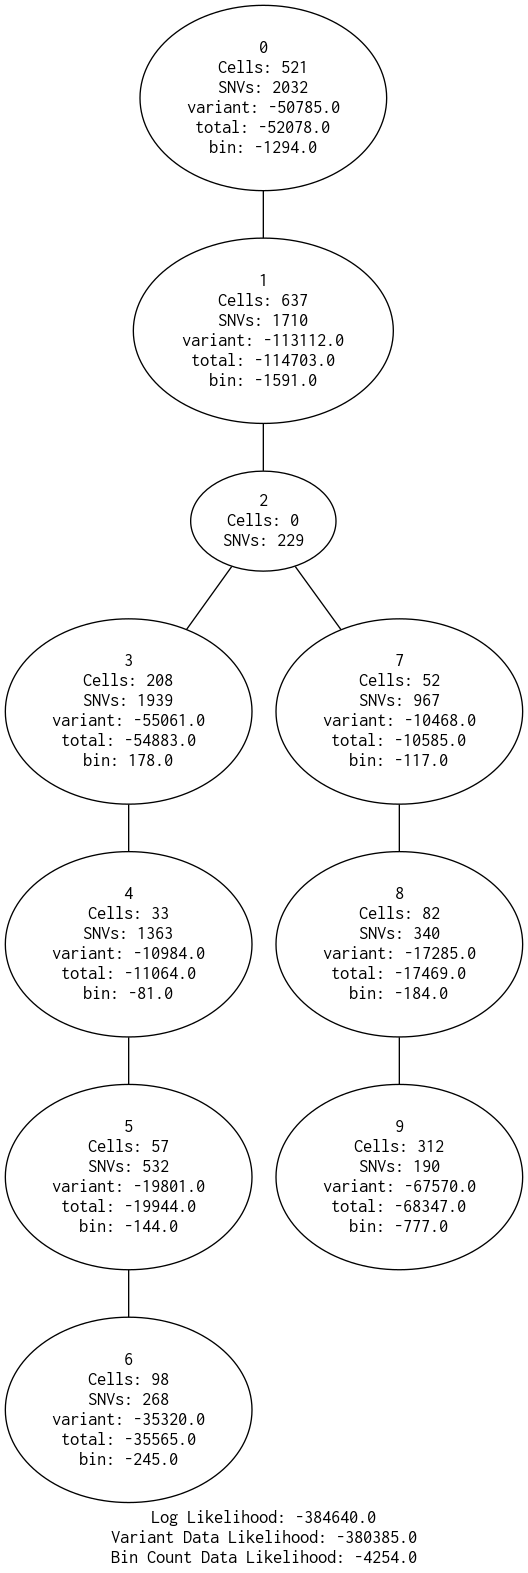 0
Cells: 521
SNVs: 2032
variant: -50785.0
total: -52078.0
bin: -1294.0
1
Cells: 637
SNVs: 1710
variant: -113112.0
total: -114703.0
bin: -1591.0
2
Cells: 0
SNVs: 229
3
Cells: 208
SNVs: 1939
variant: -55061.0
total: -54883.0
bin: 178.0
7
Cells: 52
SNVs: 967
variant: -10468.0
total: -10585.0
bin: -117.0
4
Cells: 33
SNVs: 1363
variant: -10984.0
total: -11064.0
bin: -81.0
8
Cells: 82
SNVs: 340
variant: -17285.0
total: -17469.0
bin: -184.0
5
Cells: 57
SNVs: 532
variant: -19801.0
total: -19944.0
bin: -144.0
9
Cells: 312
SNVs: 190
variant: -67570.0
total: -68347.0
bin: -777.0
6
Cells: 98
SNVs: 268
variant: -35320.0
total: -35565.0
bin: -245.0
Log Likelihood: -384640.0
Variant Data Likelihood: -380385.0
Bin Count Data Likelihood: -4254.0